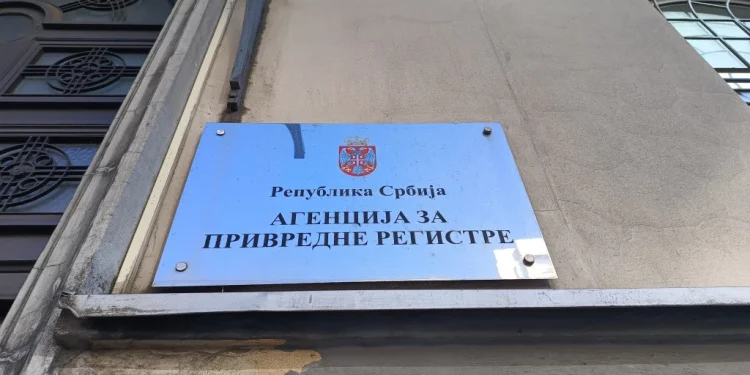 Република Србија
АГЕНЦИЈА ЗА
ПРИВРЕДНЕ РЕГИСТРЕ